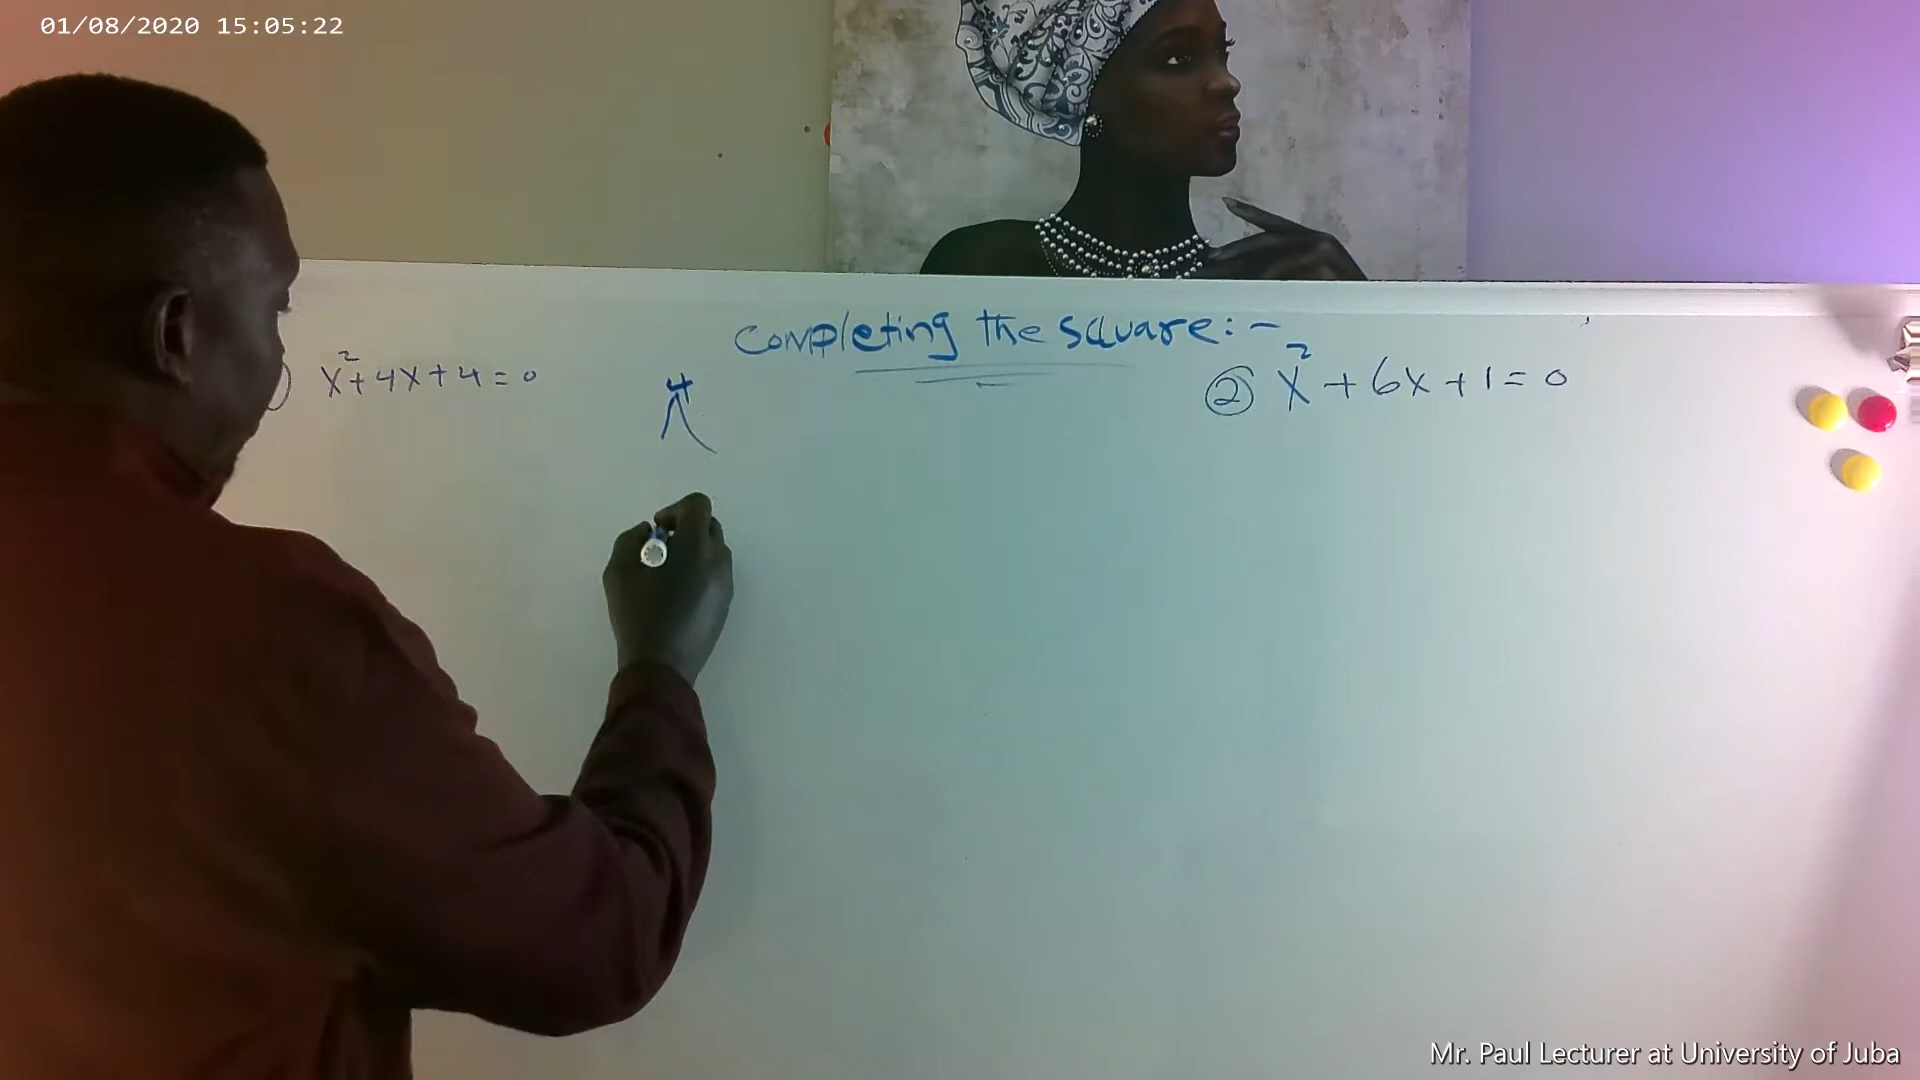 01/08/2020 15:05:22
Completing the square:-
) x²+4x+4=0
4
② x²+6x+1=0
Mr. Paul Lecturer at University of Juba